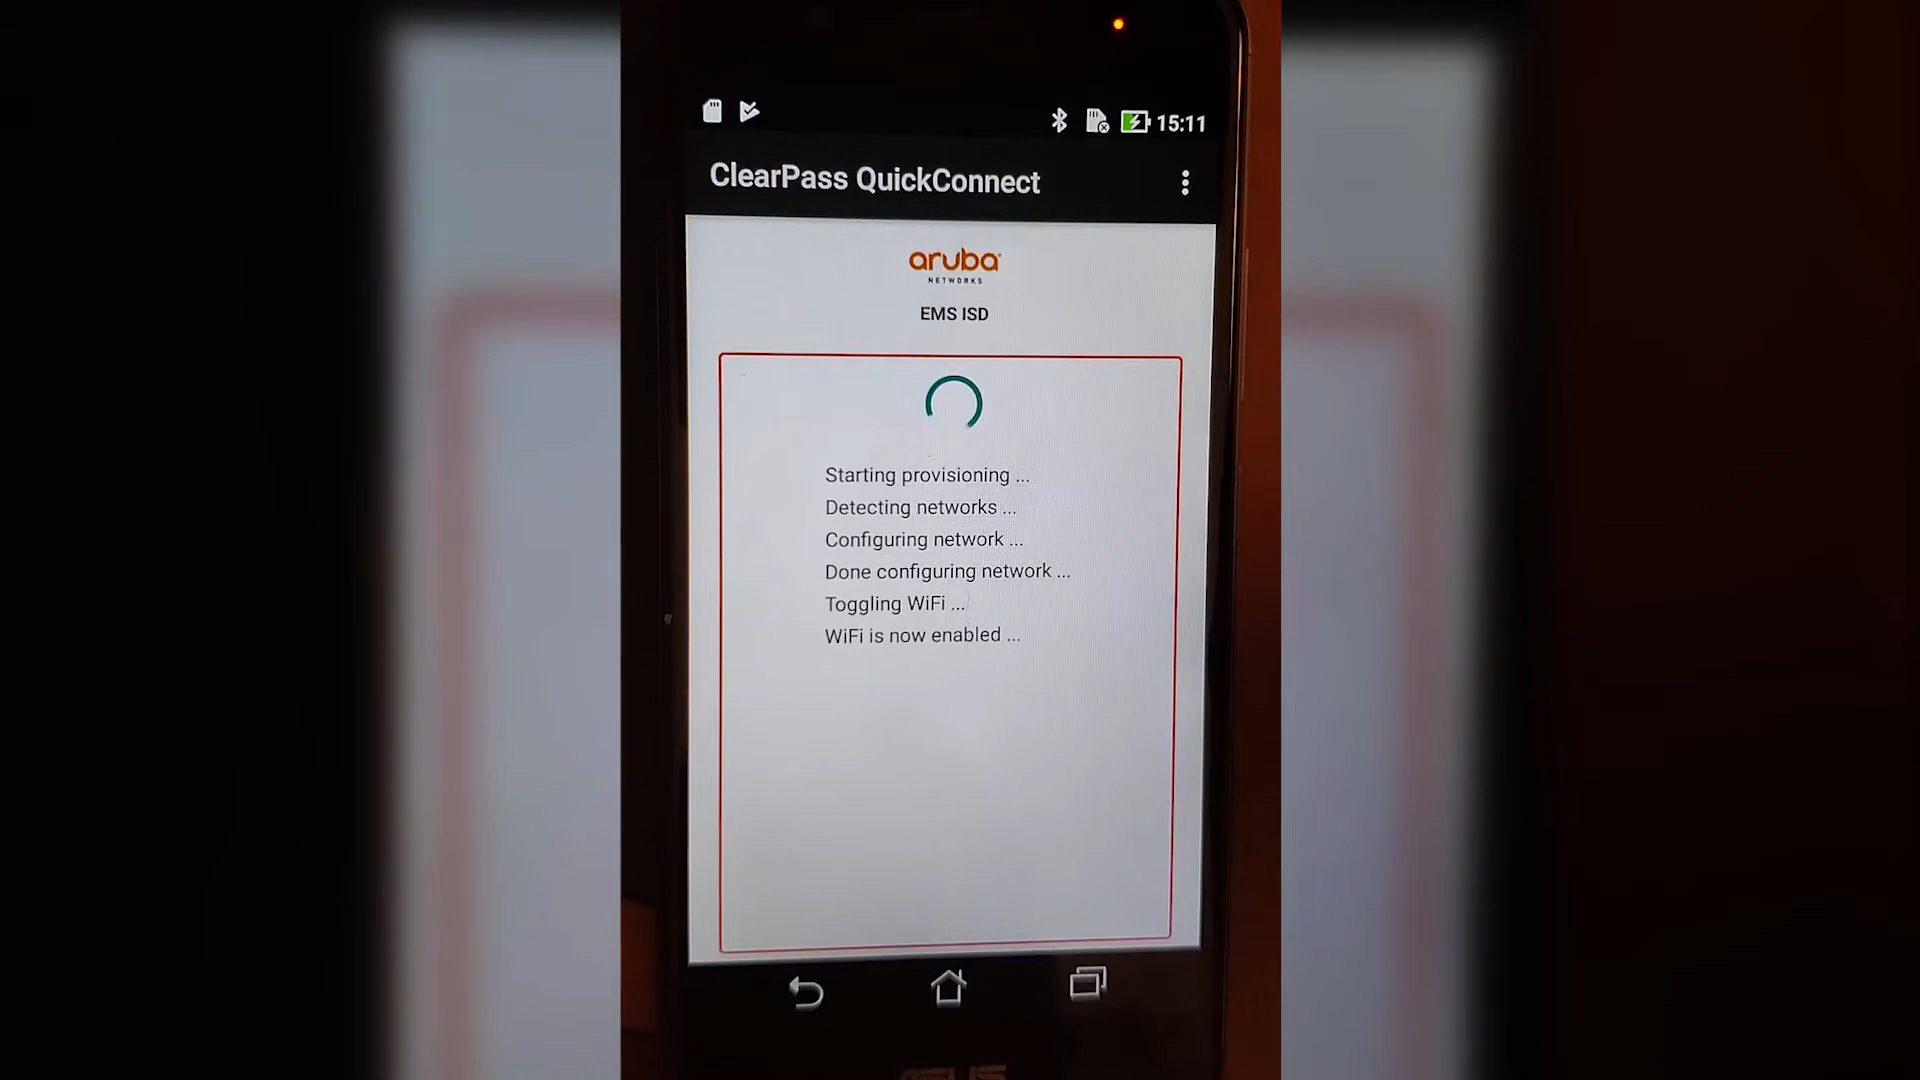 15:11
ClearPass QuickConnect
aruba
NETWORKS
EMS ISD
Starting provisioning ...
Detecting networks ...
Configuring network ...
Done configuring network ...
Toggling WiFi ...
WiFi is now enabled ...
ASUS